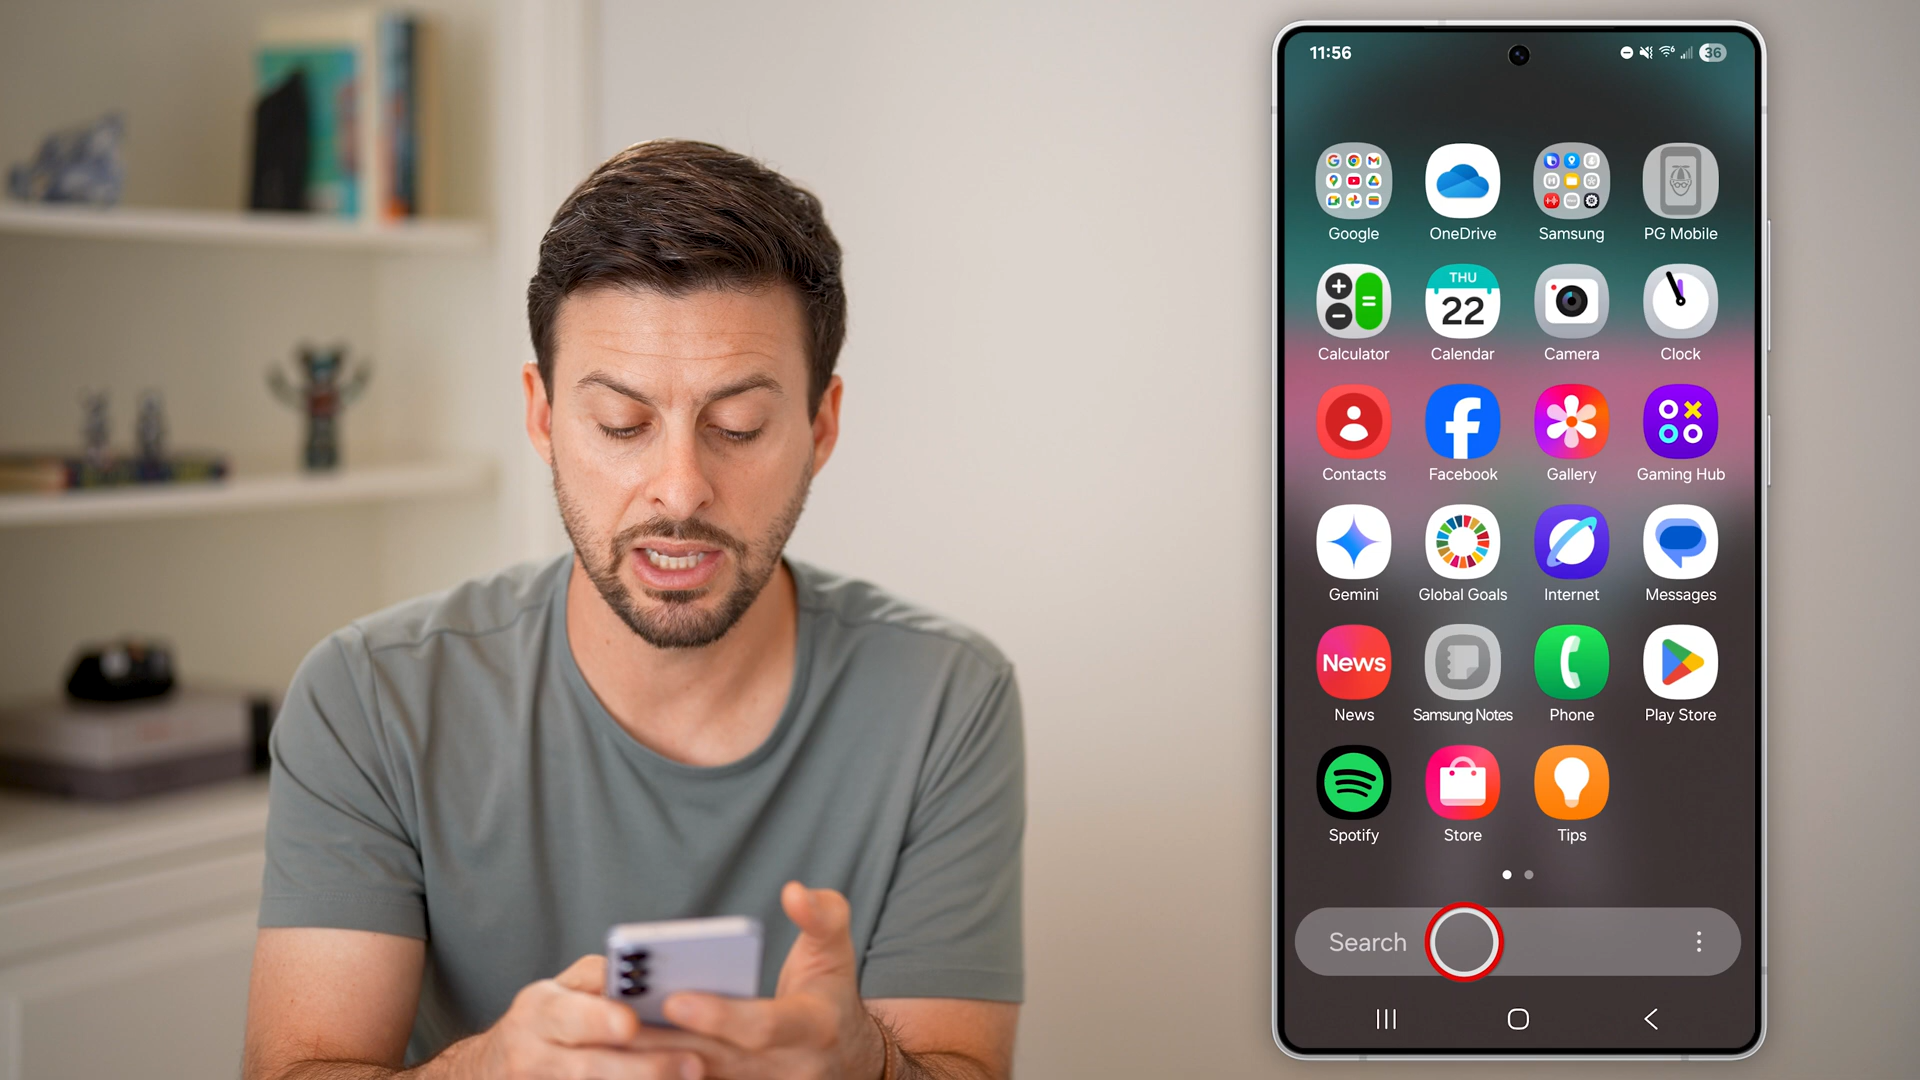 11:56
36
Google OneDrive Samsung PG Mobile
THU
22
Calculator Calendar Camera Clock
Contacts Facebook Gallery Gaming Hub
Gemini Global Goals Internet Messages
News
News Samsung Notes Phone Play Store
Spotify Store Tips
Search